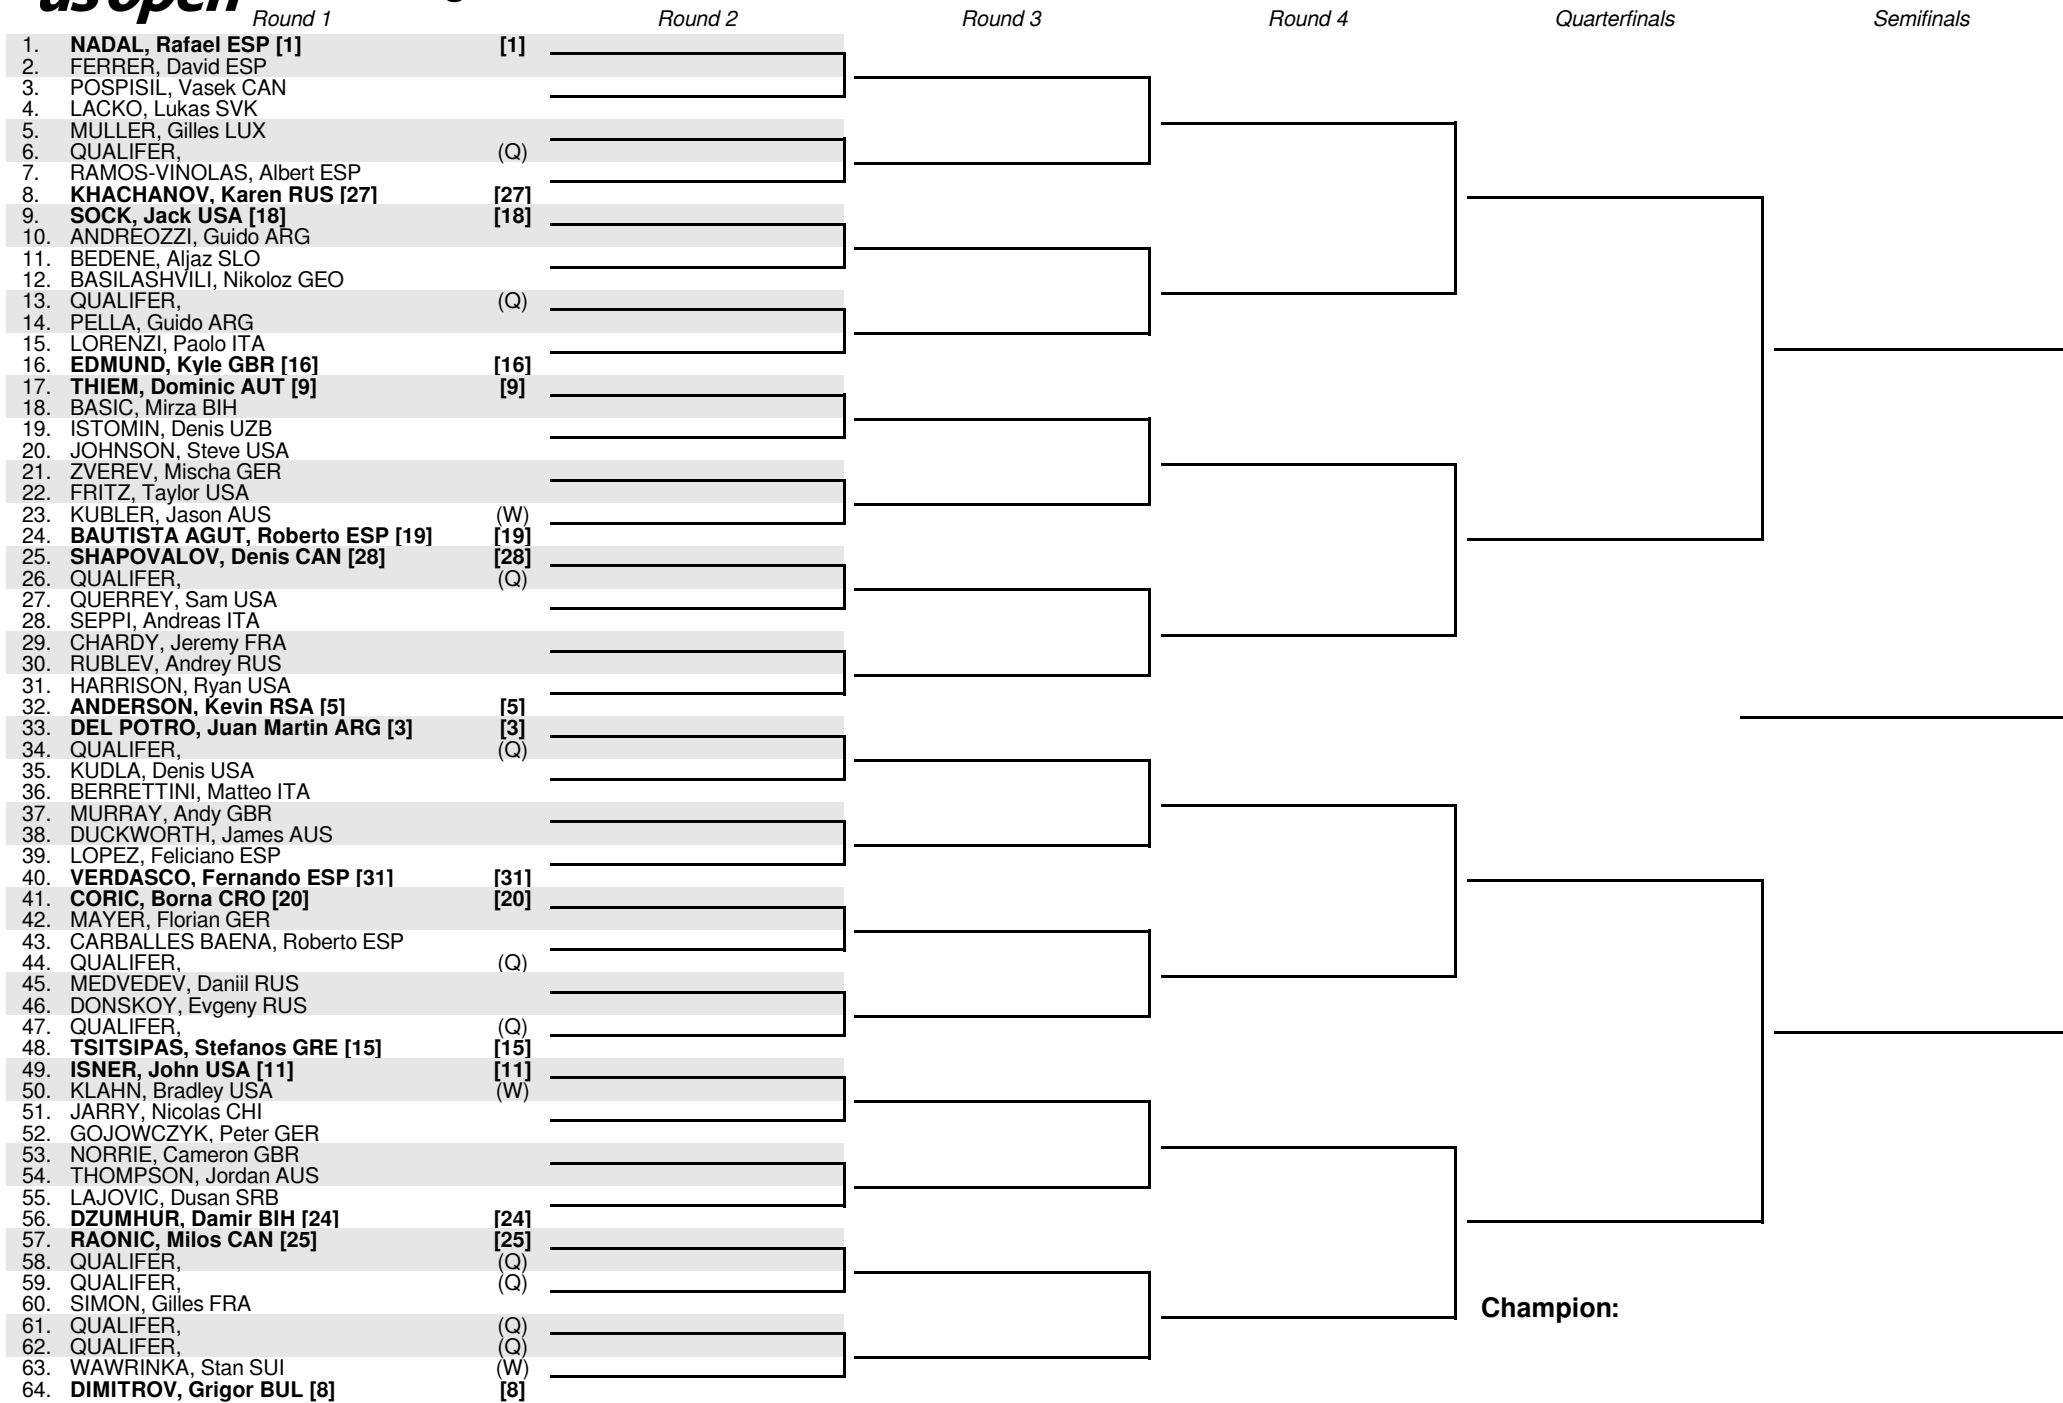 us open
Round 1 Round 2 Round 3 Round 4 Quarterfinals Semifinals
1. NADAL, Rafael ESP [1] [1]
2. FERRER, David ESP
3. POSPISIL, Vasek CAN
4. LACKO, Lukas SVK
5. MULLER, Gilles LUX
6. QUALIFER, (Q)
7. RAMOS-VINOLAS, Albert ESP
8. KHACHANOV, Karen RUS [27] [27]
9. SOCK, Jack USA [18] [18]
10. ANDREOZZI, Guido ARG
11. BEDENE, Aljaz SLO
12. BASILASHVILI, Nikoloz GEO
13. QUALIFER, (Q)
14. PELLA, Guido ARG
15. LORENZI, Paolo ITA
16. EDMUND, Kyle GBR [16] [16]
17. THIEM, Dominic AUT [9] [9]
18. BASIC, Mirza BIH
19. ISTOMIN, Denis UZB
20. JOHNSON, Steve USA
21. ZVEREV, Mischa GER
22. FRITZ, Taylor USA
23. KUBLER, Jason AUS (W)
24. BAUTISTA AGUT, Roberto ESP [19] [19]
25. SHAPOVALOV, Denis CAN [28] [28]
26. QUALIFER, (Q)
27. QUERREY, Sam USA
28. SEPPI, Andreas ITA
29. CHARDY, Jeremy FRA
30. RUBLEV, Andrey RUS
31. HARRISON, Ryan USA
32. ANDERSON, Kevin RSA [5] [5]
33. DEL POTRO, Juan Martin ARG [3] [3]
34. QUALIFER, (Q)
35. KUDLA, Denis USA
36. BERRETTINI, Matteo ITA
37. MURRAY, Andy GBR
38. DUCKWORTH, James AUS
39. LOPEZ, Feliciano ESP
40. VERDASCO, Fernando ESP [31] [31]
41. CORIC, Borna CRO [20] [20]
42. MAYER, Florian GER
43. CARBALLES BAENA, Roberto ESP
44. QUALIFER, (Q)
45. MEDVEDEV, Daniil RUS
46. DONSKOY, Evgeny RUS
47. QUALIFER, (Q)
48. TSITSIPAS, Stefanos GRE [15] [15]
49. ISNER, John USA [11] [11]
50. KLAHN, Bradley USA (W)
51. JARRY, Nicolas CHI
52. GOJOWCZYK, Peter GER
53. NORRIE, Cameron GBR
54. THOMPSON, Jordan AUS
55. LAJOVIC, Dusan SRB
56. DZUMHUR, Damir BIH [24] [24]
57. RAONIC, Milos CAN [25] [25]
58. QUALIFER, (Q)
59. QUALIFER, (Q)
60. SIMON, Gilles FRA
Champion:
61. QUALIFER, (Q)
62. QUALIFER, (Q)
63. WAWRINKA, Stan SUI (W)
64. DIMITROV, Grigor BUL [8] [8]